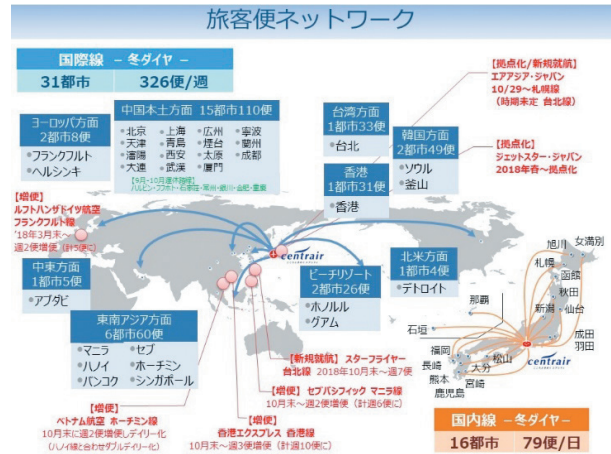 旅客便ネットワーク
国際線 －冬ダイヤ－
31都市 326便/週
ヨーロッパ方面
2都市8便
フランクフルト
ヘルシンキ
中国本土方面 15都市110便
北京 上海 広州 寧波
天津 青島 煙台 蘭州
瀋陽 西安 太原 成都
大連 武漢 厦門
台湾方面
1都市33便
台北
韓国方面
2都市49便
ソウル
釜山
香港
1都市31便
香港
【拠点化/新規就航】
エアアジア・ジャパン
10/29～札幌線
（時期未定 台北線）
【拠点化】
ジェットスター・ジャパン
2018年春～拠点化
【増便】
ルフトハンザドイツ航空
フランクフルト線
'18年3月末～
週2便増便（計5便に）
中東方面
1都市5便
アブダビ
東南アジア方面
6都市60便
マニラ セブ
ハノイ ホーチミン
バンコク シンガポール
centrair
ビーチリゾート
2都市26便
ホノルル
グアム
北米方面
1都市4便
デトロイト
【新規就航】 スターフライヤー
台北線 2018年10月末～週7便
【増便】 セブパシフィック マニラ線
10月末～週2便増便（計週6便に）
【増便】
ベトナム航空 ホーチミン線
10月末に週2便増便しデイリー化
（ハノイ線と合わせダブルデイリー化）
【増便】
香港エクスプレス 香港線
10月末～週3便増便（計週10便に）
旭川 女満別
札幌
函館
秋田
仙台
新潟
那覇
石垣
成田
羽田
福岡 松山
長崎 大分
熊本 宮崎
鹿児島
centrair
国内線 －冬ダイヤ－
16都市 79便/日